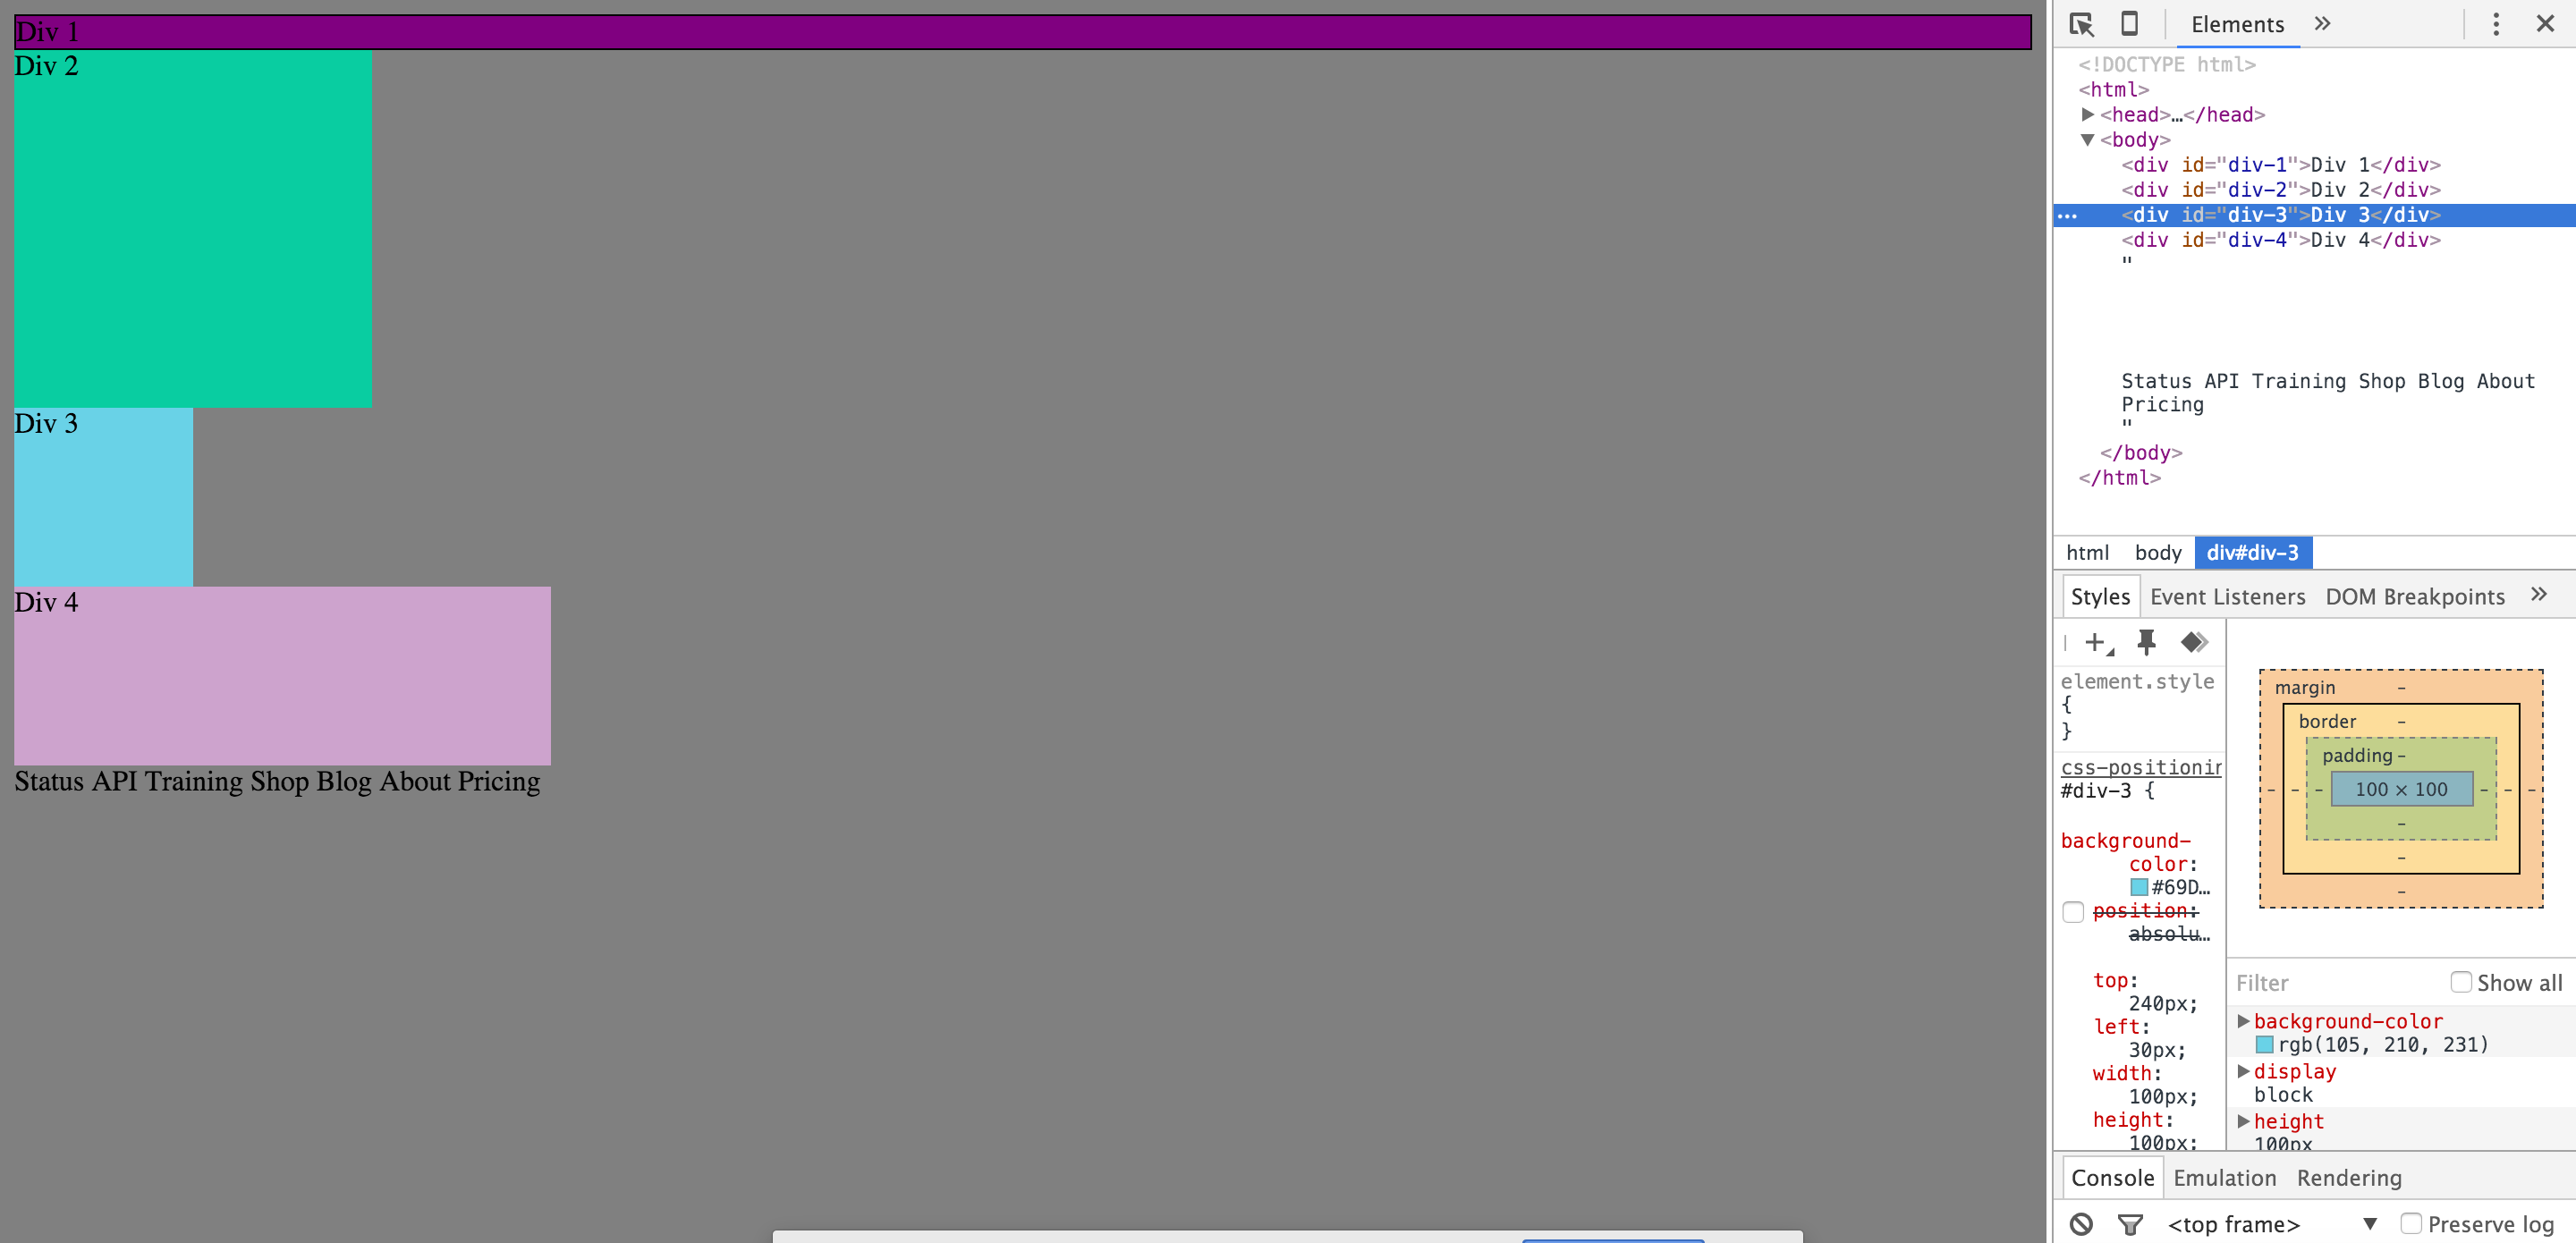 Div 1
Div 2
Div 3
Div 4
Status API Training Shop Blog About Pricing
Elements
<!DOCTYPE html>
<html>
<head>…</head>
<body>
<div id="div-1">Div 1</div>
<div id="div-2">Div 2</div>
<div id="div-3">Div 3</div>
<div id="div-4">Div 4</div>
"
Status API Training Shop Blog About
Pricing
"
</body>
</html>
html body div#div-3
Styles Event Listeners DOM Breakpoints
element.style
{
}
css-positionin
#div-3 {
background-
color:
#69D…
position:
absolu…
top:
240px;
left:
30px;
width:
100px;
height:
100px;
margin -
border -
padding -
- - - 100 × 100 - - -
-
-
-
Filter Show all
background-color
rgb(105, 210, 231)
display
block
height
100px
Console Emulation Rendering
<top frame> Preserve log